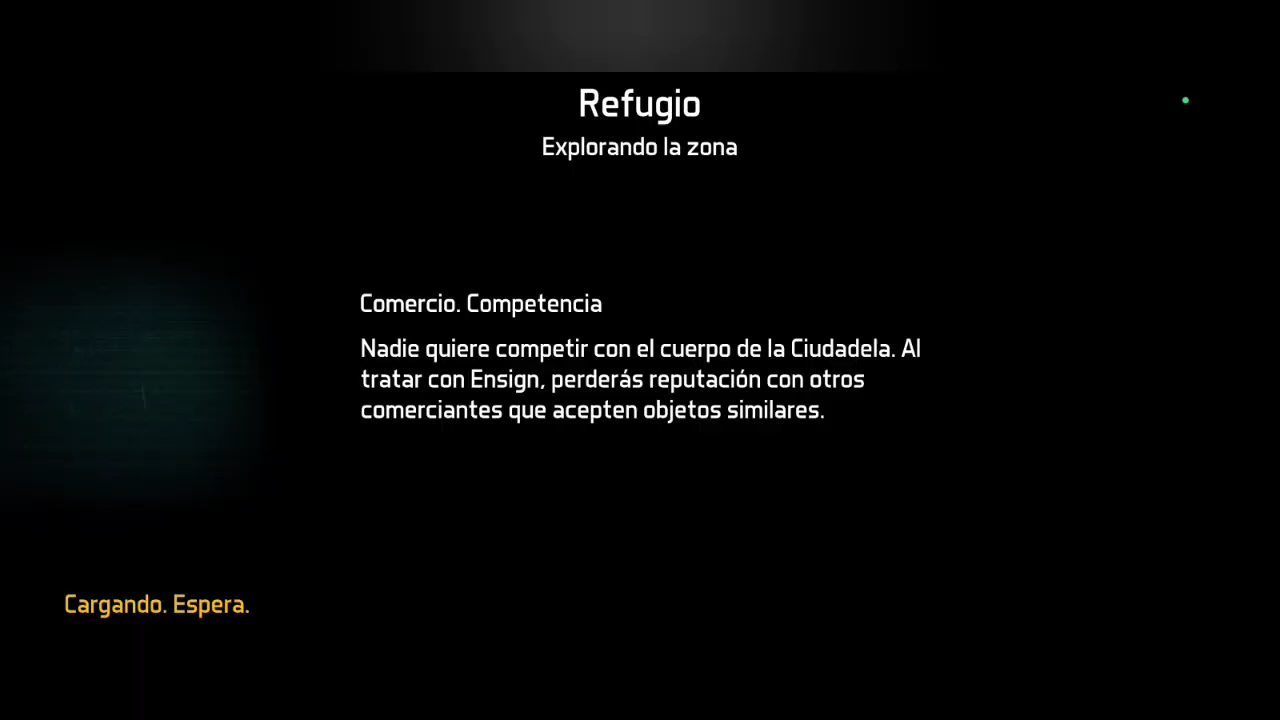 Refugio
Explorando la zona
Comercio. Competencia
Nadie quiere competir con el cuerpo de la Ciudadela. Al
tratar con Ensign, perderás reputación con otros
comerciantes que acepten objetos similares.
Cargando. Espera.